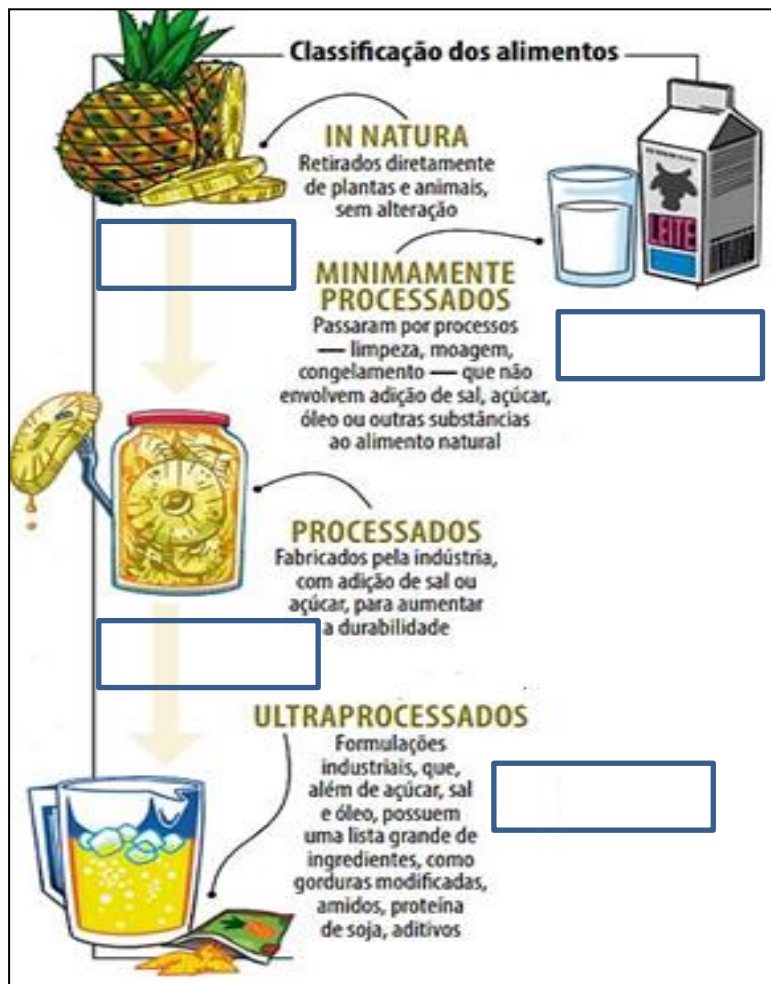 Classificação dos alimentos
IN NATURA
Retirados diretamente
de plantas e animais,
sem alteração
LEITE
MINIMAMENTE
PROCESSADOS
Passaram por processos
— limpeza, moagem,
congelamento — que não
envolvem adição de sal, açúcar,
óleo ou outras substâncias
ao alimento natural
PROCESSADOS
Fabricados pela indústria,
com adição de sal ou
açúcar, para aumentar
a durabilidade
ULTRAPROCESSADOS
Formulações
industriais, que,
além de açúcar, sal
e óleo, possuem
uma lista grande de
ingredientes, como
gorduras modificadas,
amidos, proteína
de soja, aditivos